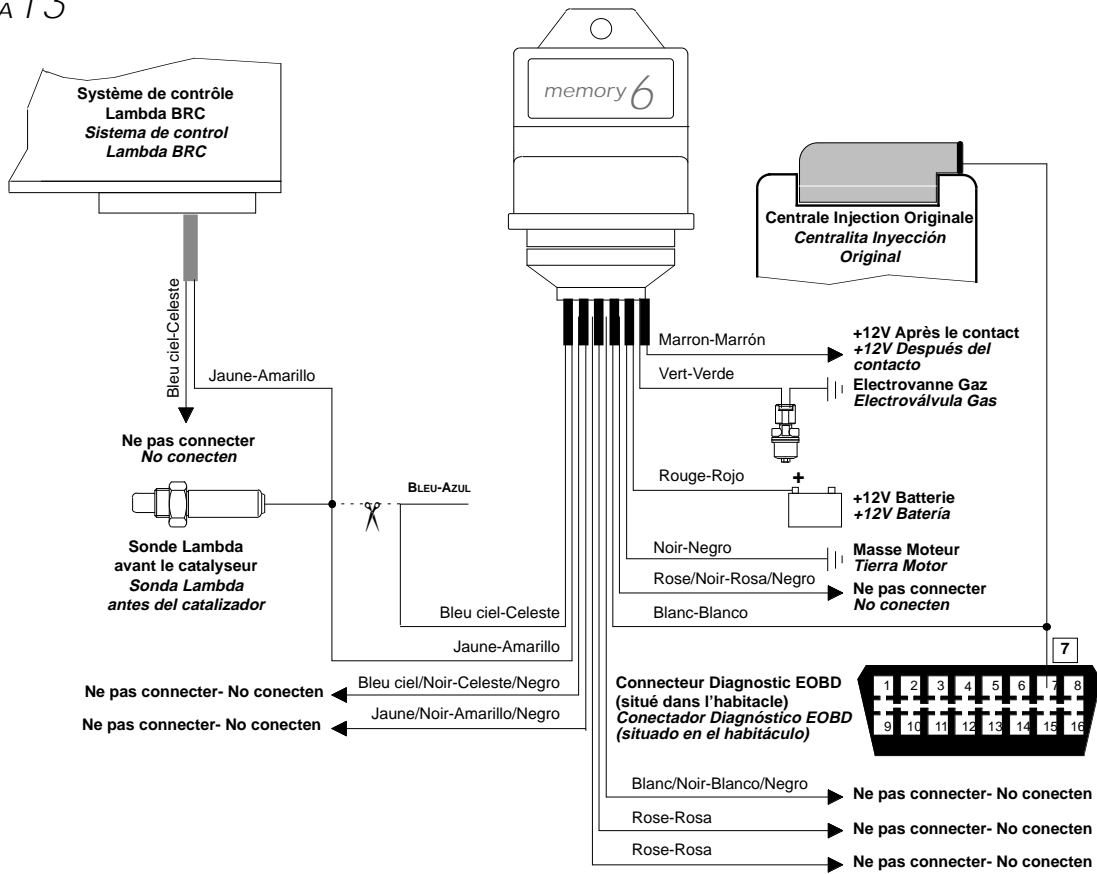 A 13
Système de contrôle
Lambda BRC
Sistema de control
Lambda BRC
memory 6
Centrale Injection Originale
Centralita Inyección
Original
Bleu ciel-Celeste
Jaune-Amarillo
Ne pas connecter
No conecten
Marron-Marrón
+12V Après le contact
+12V Después del
contacto
Vert-Verde
Electrovanne Gaz
Electroválvula Gas
Rouge-Rojo
+
+12V Batterie
+12V Batería
BLEU-AZUL
Sonde Lambda
avant le catalyseur
Sonda Lambda
antes del catalizador
Noir-Negro
Masse Moteur
Tierra Motor
Rose/Noir-Rosa/Negro
Ne pas connecter
No conecten
Bleu ciel-Celeste
Blanc-Blanco
Jaune-Amarillo
7
Bleu ciel/Noir-Celeste/Negro
Ne pas connecter- No conecten
Jaune/Noir-Amarillo/Negro
Ne pas connecter- No conecten
Connecteur Diagnostic EOBD
(situé dans l'habitacle)
Conectador Diagnóstico EOBD
(situado en el habitáculo)
1 2 3 4 5 6 7 8
9 10 11 12 13 14 15 16
Blanc/Noir-Blanco/Negro
Ne pas connecter- No conecten
Rose-Rosa
Ne pas connecter- No conecten
Rose-Rosa
Ne pas connecter- No conecten